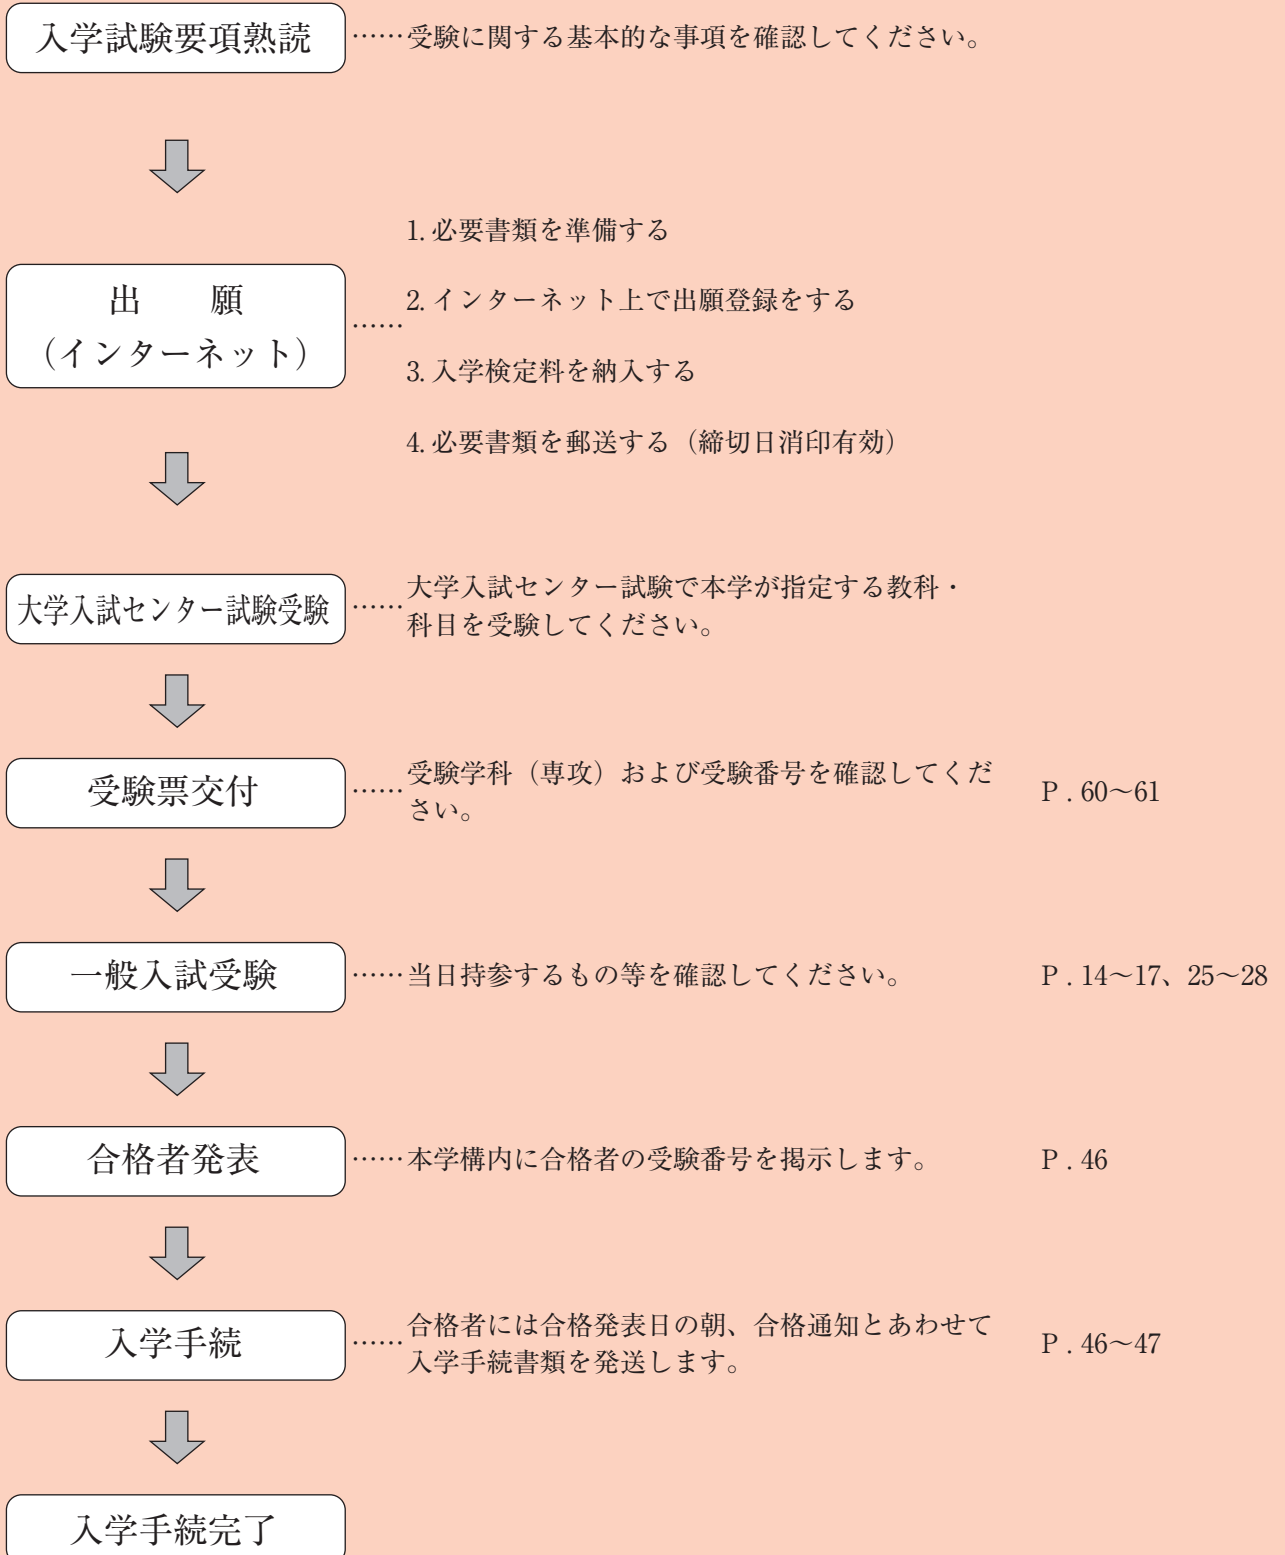 入学試験要項熟読 ……受験に関する基本的な事項を確認してください。
1. 必要書類を準備する
出　　願
（インターネット）
……
2. インターネット上で出願登録をする
3. 入学検定料を納入する
4. 必要書類を郵送する（締切日消印有効）
大学入試センター試験受験 ……大学入試センター試験で本学が指定する教科・
科目を受験してください。
受験票交付 ……受験学科（専攻）および受験番号を確認してくだ
さい。
P . 60～61
一般入試受験 ……当日持参するもの等を確認してください。 P . 14～17、25～28
合格者発表 ……本学構内に合格者の受験番号を掲示します。 P . 46
入学手続 ……合格者には合格発表日の朝、合格通知とあわせて
入学手続書類を発送します。
P . 46～47
入学手続完了